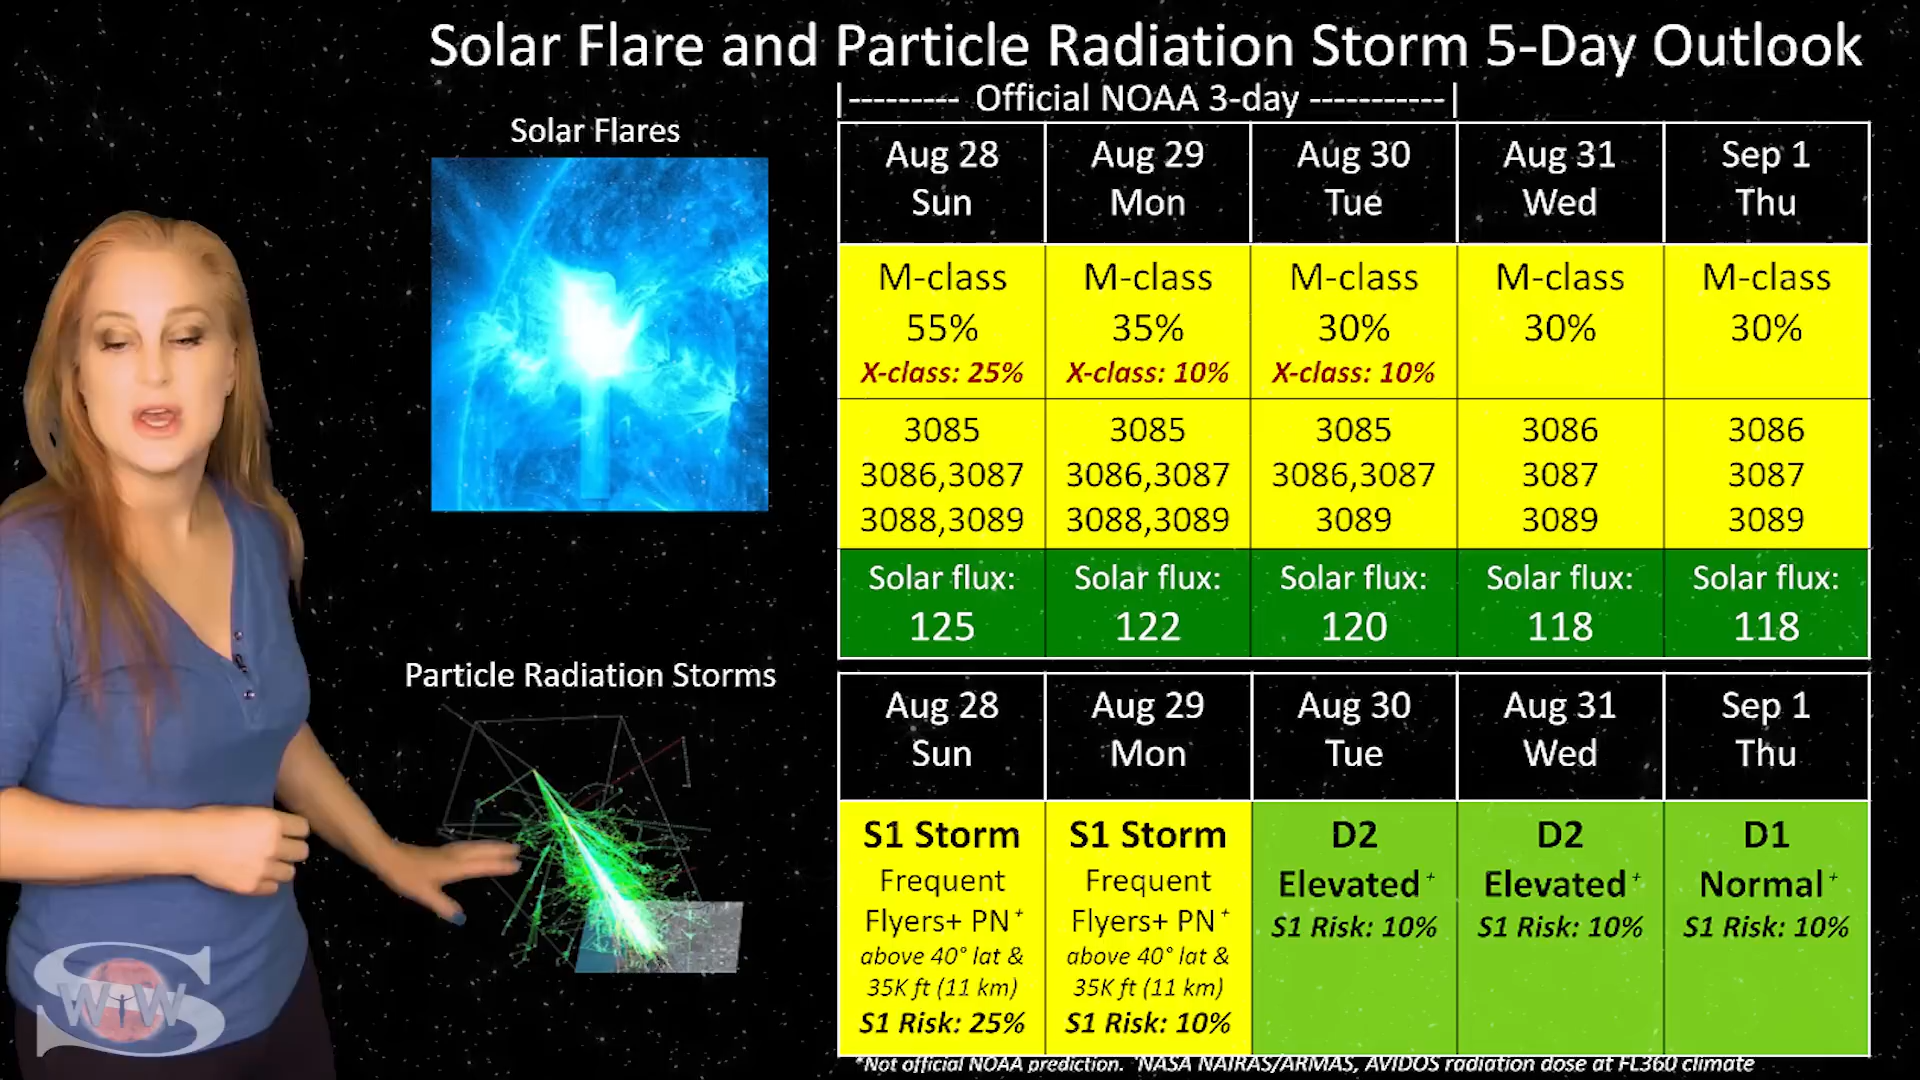 Solar Flare and Particle Radiation Storm 5-Day Outlook
|--------- Official NOAA 3-day -----------|
Solar Flares
Aug 28 Aug 29 Aug 30 Aug 31 Sep 1
Sun Mon Tue Wed Thu
M-class M-class M-class M-class M-class
55% 35% 30% 30% 30%
X-class: 25% X-class: 10% X-class: 10%
3085 3085 3085 3086 3086
3086,3087 3086,3087 3086,3087 3087 3087
3088,3089 3088,3089 3089 3089 3089
Solar flux: Solar flux: Solar flux: Solar flux: Solar flux:
125 122 120 118 118
Particle Radiation Storms
Aug 28 Aug 29 Aug 30 Aug 31 Sep 1
Sun Mon Tue Wed Thu
S1 Storm S1 Storm D2 D2 D1
Frequent Frequent Elevated+ Elevated+ Normal+
Flyers+ PN+ Flyers+ PN+ S1 Risk: 10% S1 Risk: 10% S1 Risk: 10%
above 40° lat & above 40° lat &
35K ft (11 km) 35K ft (11 km)
S1 Risk: 25% S1 Risk: 10%
*Not official NOAA prediction. +NASA NAIRAS/ARMAS, AVIDOS radiation dose at FL360 climate
SWW